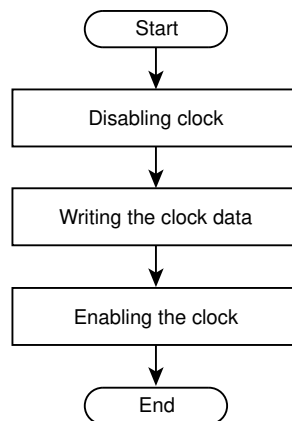 Start
Disabling clock
Writing the clock data
Enabling the clock
End